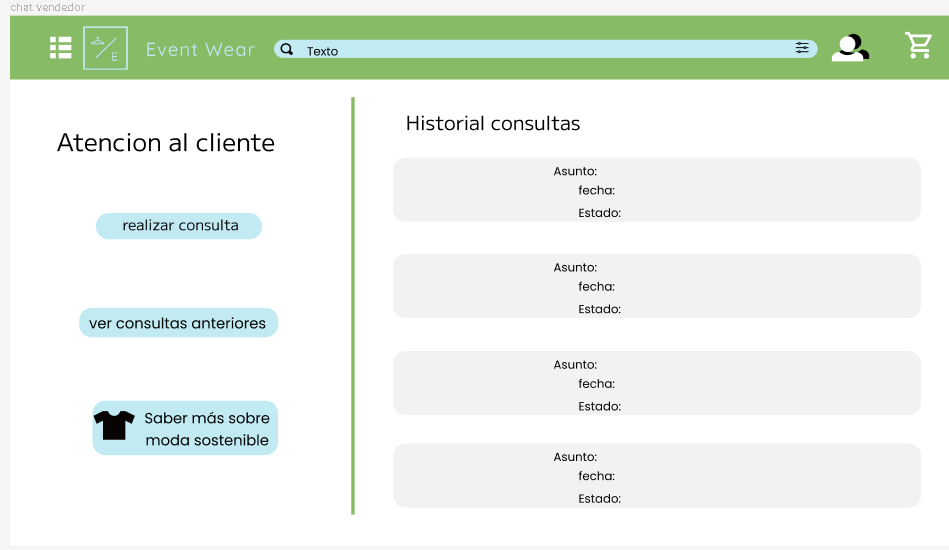 chat vendedor
E
Event Wear
Texto
Atencion al cliente
realizar consulta
ver consultas anteriores
Saber más sobre
moda sostenible
Historial consultas
Asunto:
fecha:
Estado:
Asunto:
fecha:
Estado:
Asunto:
fecha:
Estado:
Asunto:
fecha:
Estado: